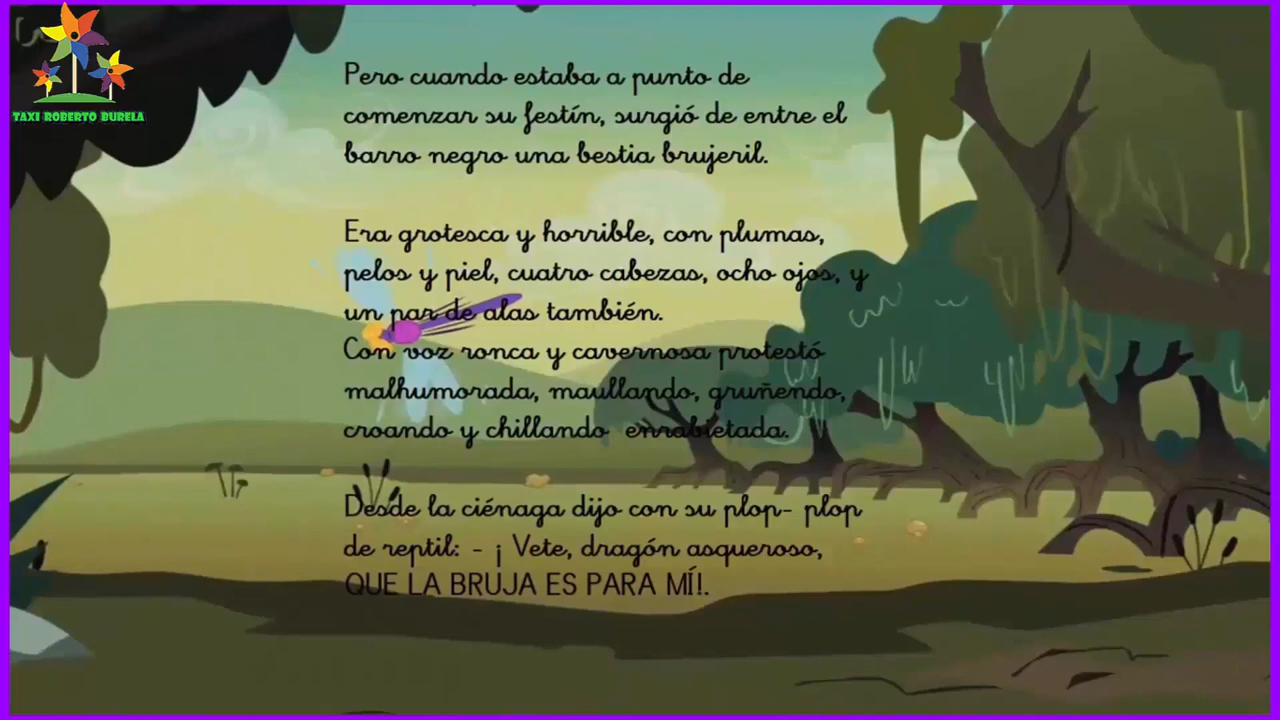 TAXI ROBERTO BURELA
Pero cuando estaba a punto de
comenzar su festín, surgió de entre el
barro negro una bestia brujeril.
Era grotesca y horrible, con plumas,
pelos y piel, cuatro cabezas, ocho ojos, y
un par de alas también.
Con voz ronca y cavernosa protestó
malhumorada, maullando, gruñendo,
croando y chillando enrabietada.
Desde la ciénaga dijo con su plop- plop
de reptil: - ¡ Vete, dragón asqueroso,
QUE LA BRUJA ES PARA MÍ!.